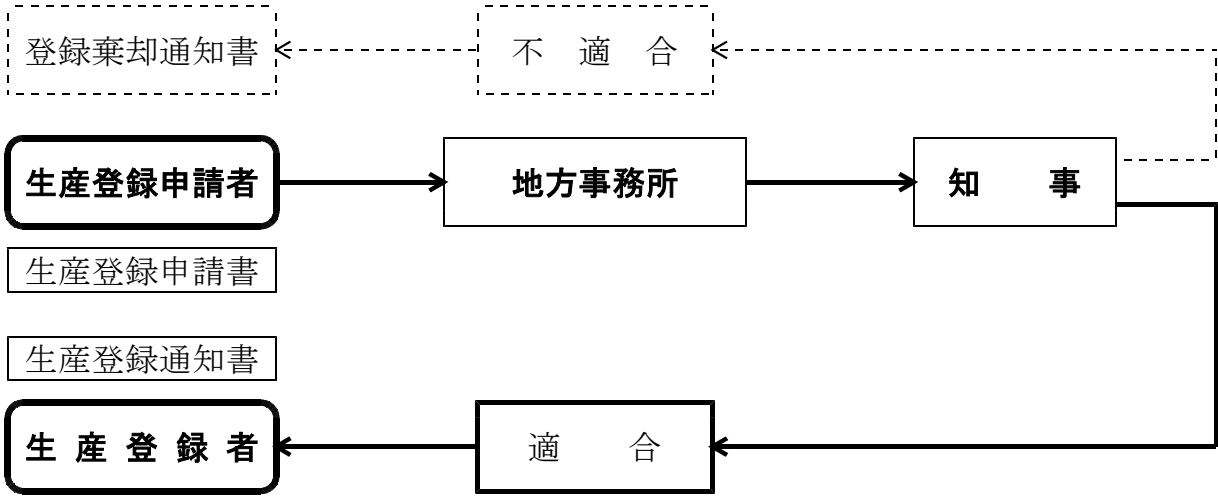 登録棄却通知書
不　適　合
生産登録申請者
地方事務所
知　　事
生産登録申請書
生産登録通知書
生 産 登 録 者
適　　合